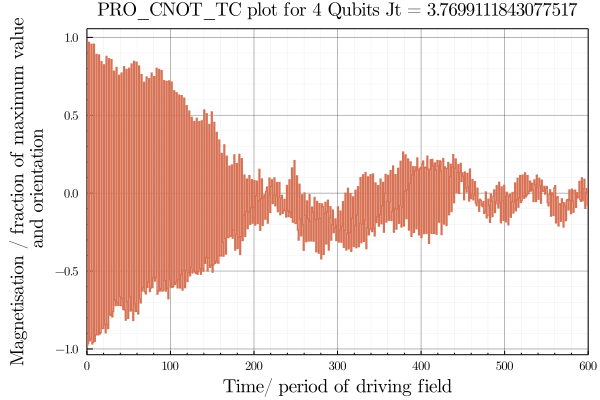 PRO_CNOT_TC plot for 4 Qubits Jt = 3.7699111843077517
Magnetisation / fraction of maximum value
and orientation
1.0
0.5
0.0
−0.5
−1.0
0 100 200 300 400 500 600
Time/ period of driving field